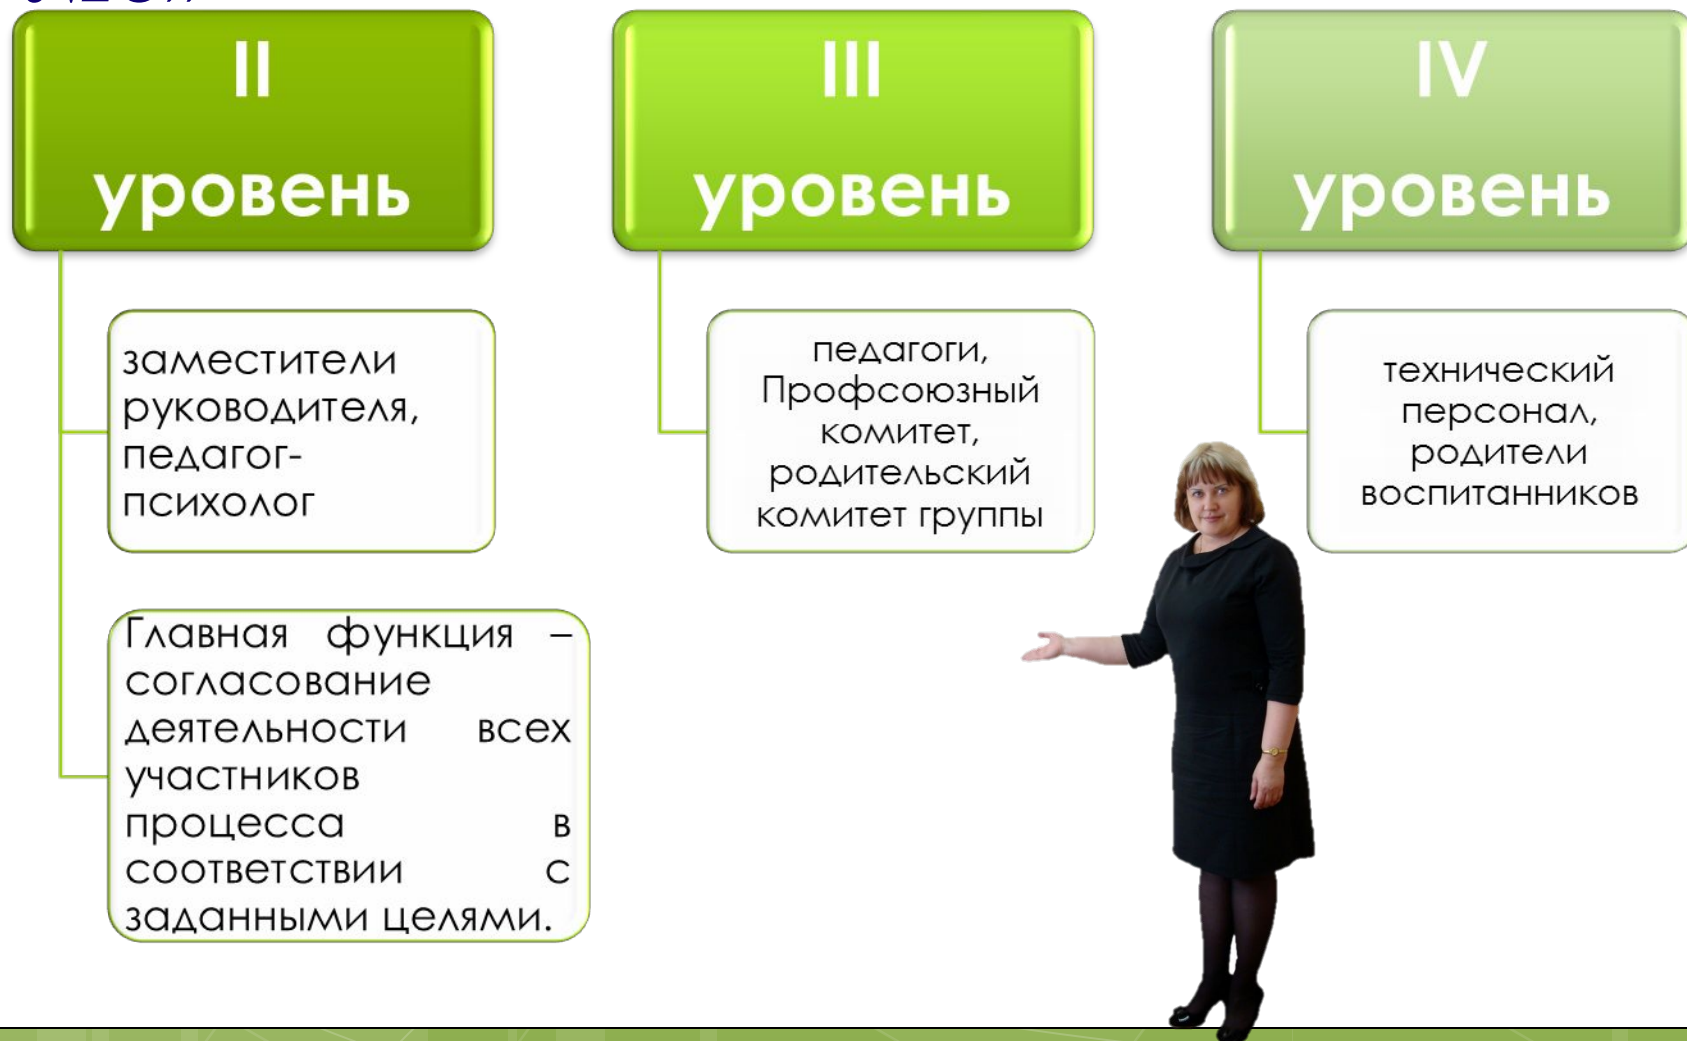 II
уровень
заместители
руководителя,
педагог-
психолог
Главная функция –
согласование
деятельности всех
участников
процесса в
соответствии с
заданными целями.
III
уровень
педагоги,
Профсоюзный
комитет,
родительский
комитет группы
IV
уровень
технический
персонал,
родители
воспитанников